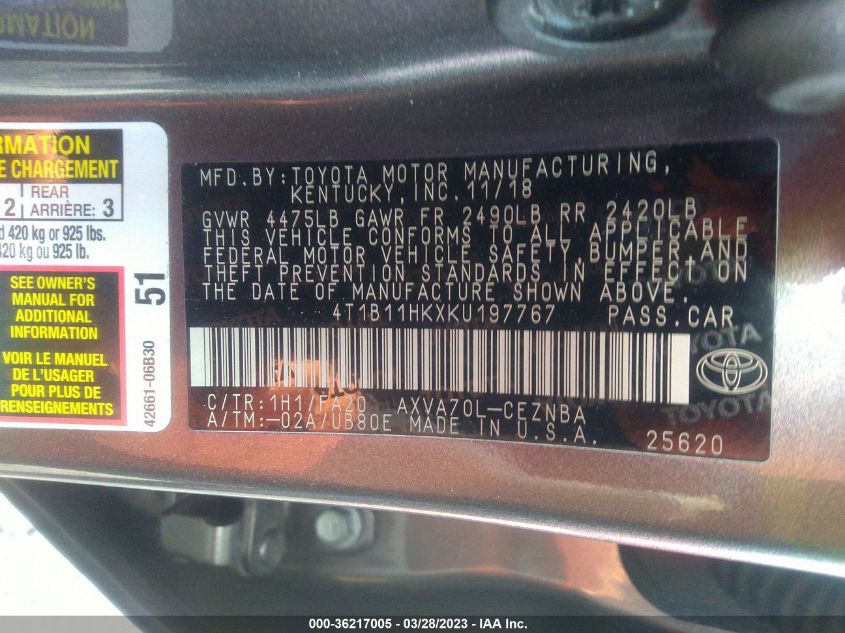 RMATION
RMATION
E CHARGEMENT
REAR
2 ARRIÈRE: 3
d 420 kg or 925 lbs.
420 kg ou 925 lb.
SEE OWNER'S
MANUAL FOR
ADDITIONAL
INFORMATION
VOIR LE MANUEL
DE L'USAGER
POUR PLUS DE
RENSEIGNEMENTS
51
42661-06B30
MFD.BY:TOYOTA MOTOR MANUFACTURING,
KENTUCKY,INC.11/18
GVWR 4475LB GAWR FR 2490LB RR 2420LB
THIS VEHICLE CONFORMS TO ALL APPLICABLE
FEDERAL MOTOR VEHICLE SAFETY,BUMPER,AND
THEFT PREVENTION STANDARDS IN EFFECT ON
THE DATE OF MANUFACTURE SHOWN ABOVE.
4T1B11HKXKU197767 PASS.CAR
TOYOTA
C/TR:1H1/FA20 AXVA70L-CEZNBA
A/TM:-02A/UB80E MADE IN U.S.A. 25620
000-36217005 - 03/28/2023 - IAA Inc.